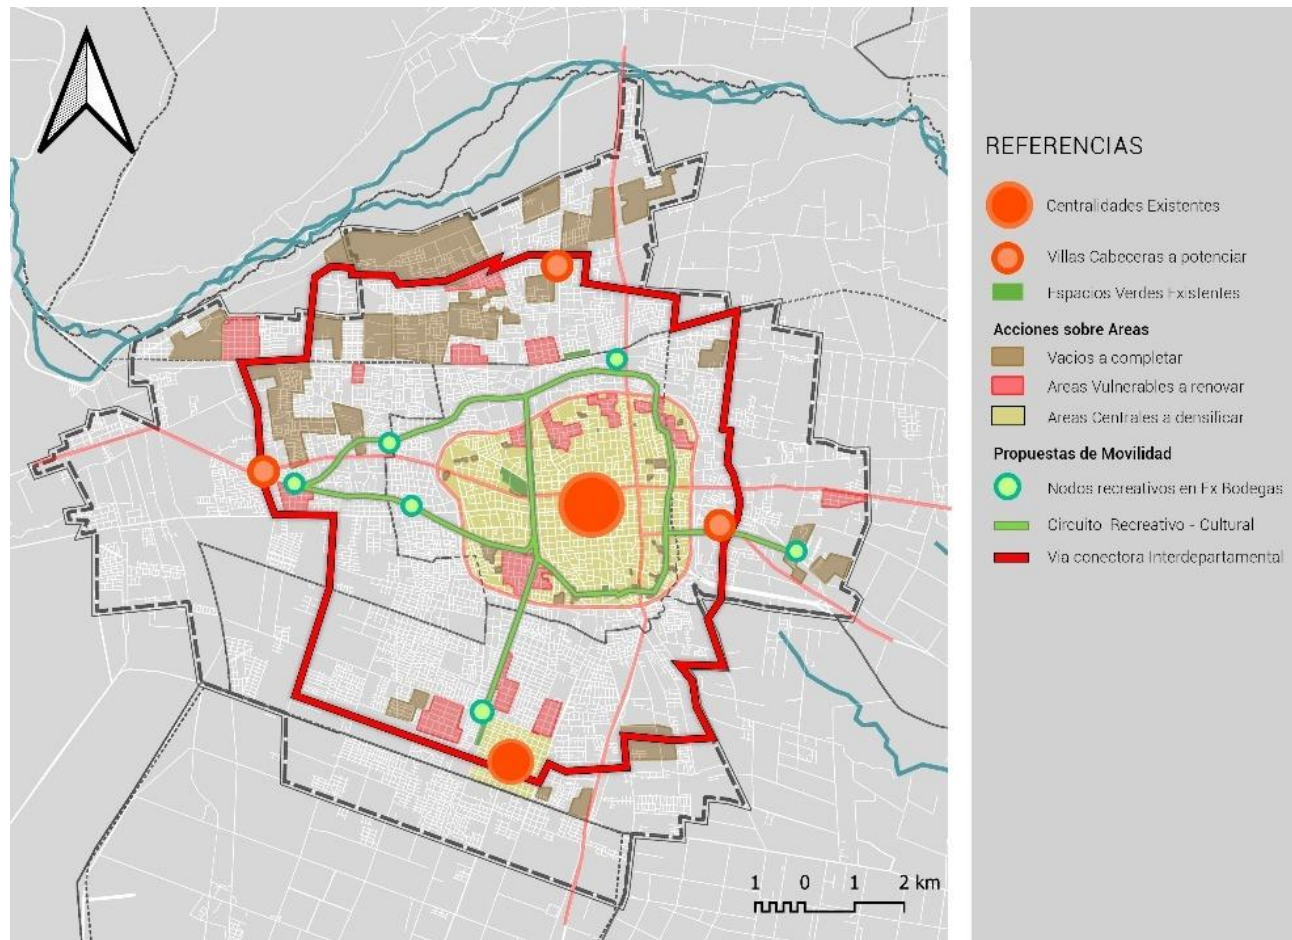 REFERENCIAS
Centralidades Existentes
Villas Cabeceras a potenciar
Espacios Verdes Existentes
Acciones sobre Areas
Vacios a completar
Areas Vulnerables a renovar
Areas Centrales a densificar
Propuestas de Movilidad
Nodos recreativos en Ex Bodegas
Circuito Recreativo - Cultural
Via conectora Interdepartamental
1 0 1 2 km